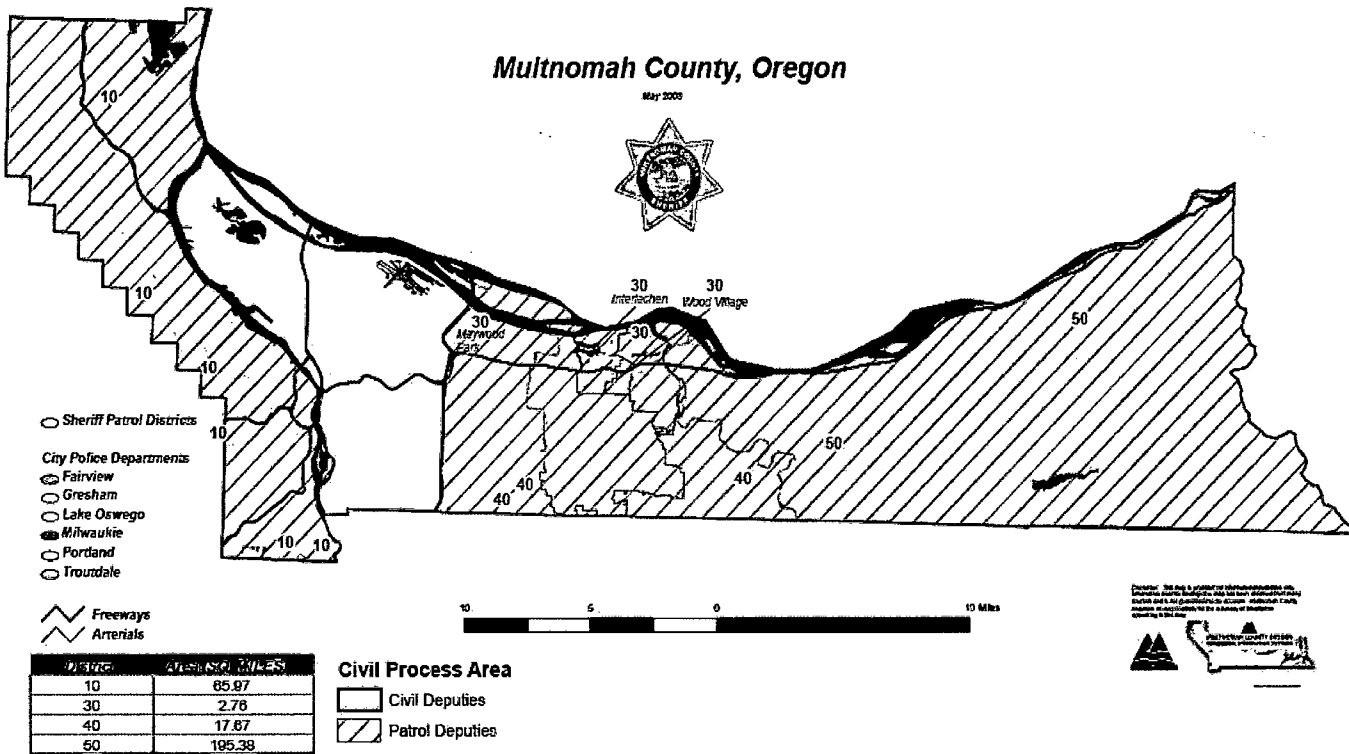 Multnomah County, Oregon
May 2003
10
10
10
10
10
10
10
30
Interlachen
30
Wood Village
30
Maywood
Park
30
50
50
40
40
40
Sheriff Patrol Districts
City Police Departments
Fairview
Gresham
Lake Oswego
Milwaukie
Portland
Troutdale
Freeways
Arterials
10 5 0 10 Miles
District Area (SQ. MILES)
10 65.97
30 2.76
40 17.67
50 195.38
Civil Process Area
Civil Deputies
Patrol Deputies